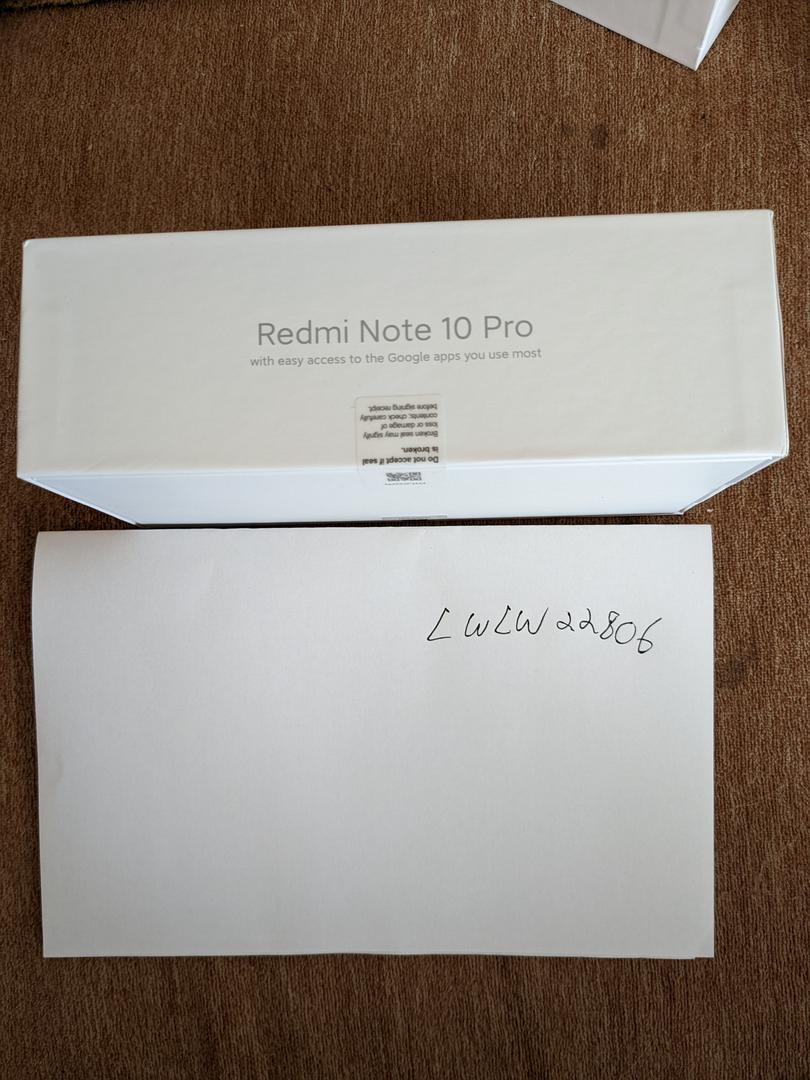 Redmi Note 10 Pro
with easy access to the Google apps you use most
Do not accept if seal
is broken.
Broken seal may signify
loss or damage of
contents; check carefully
before signing receipt.
LWLW22806